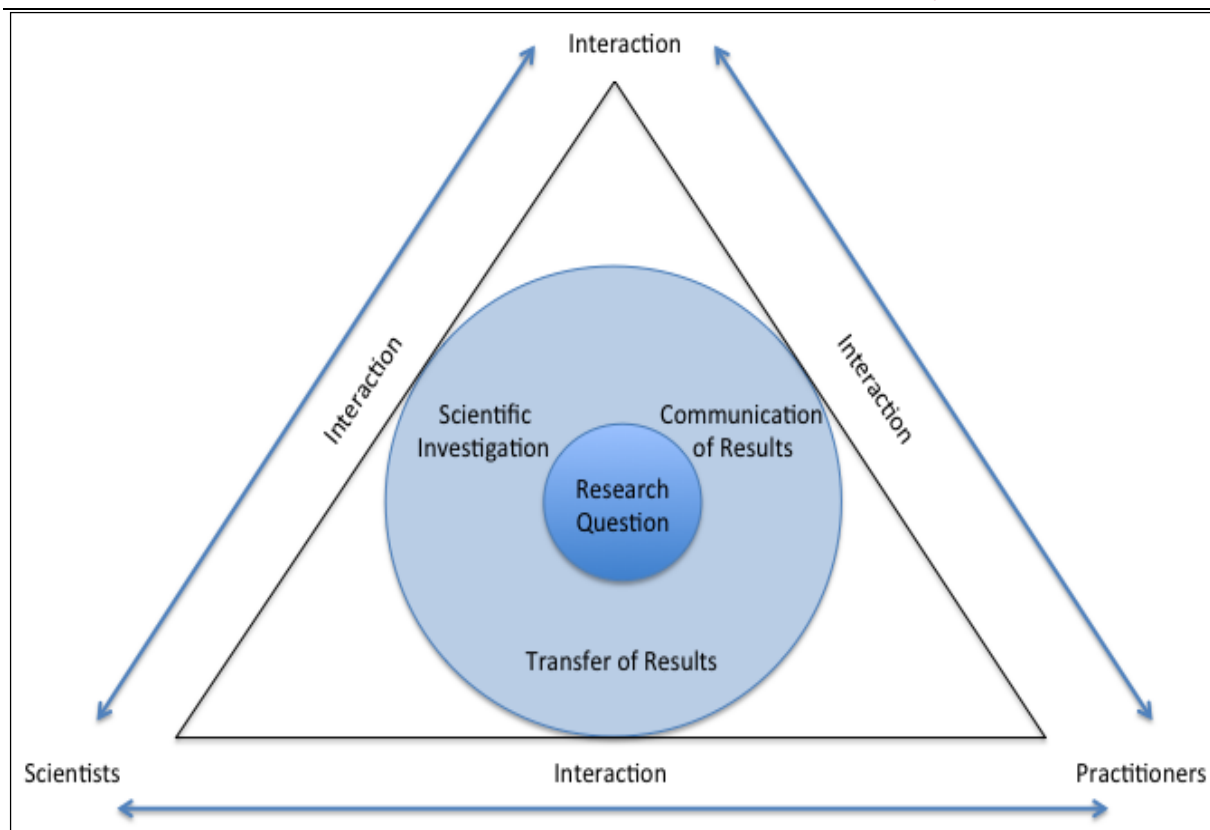 Interaction
Interaction
Interaction
Scientific
Investigation
Communication
of Results
Research
Question
Transfer of Results
Scientists
Interaction
Practitioners